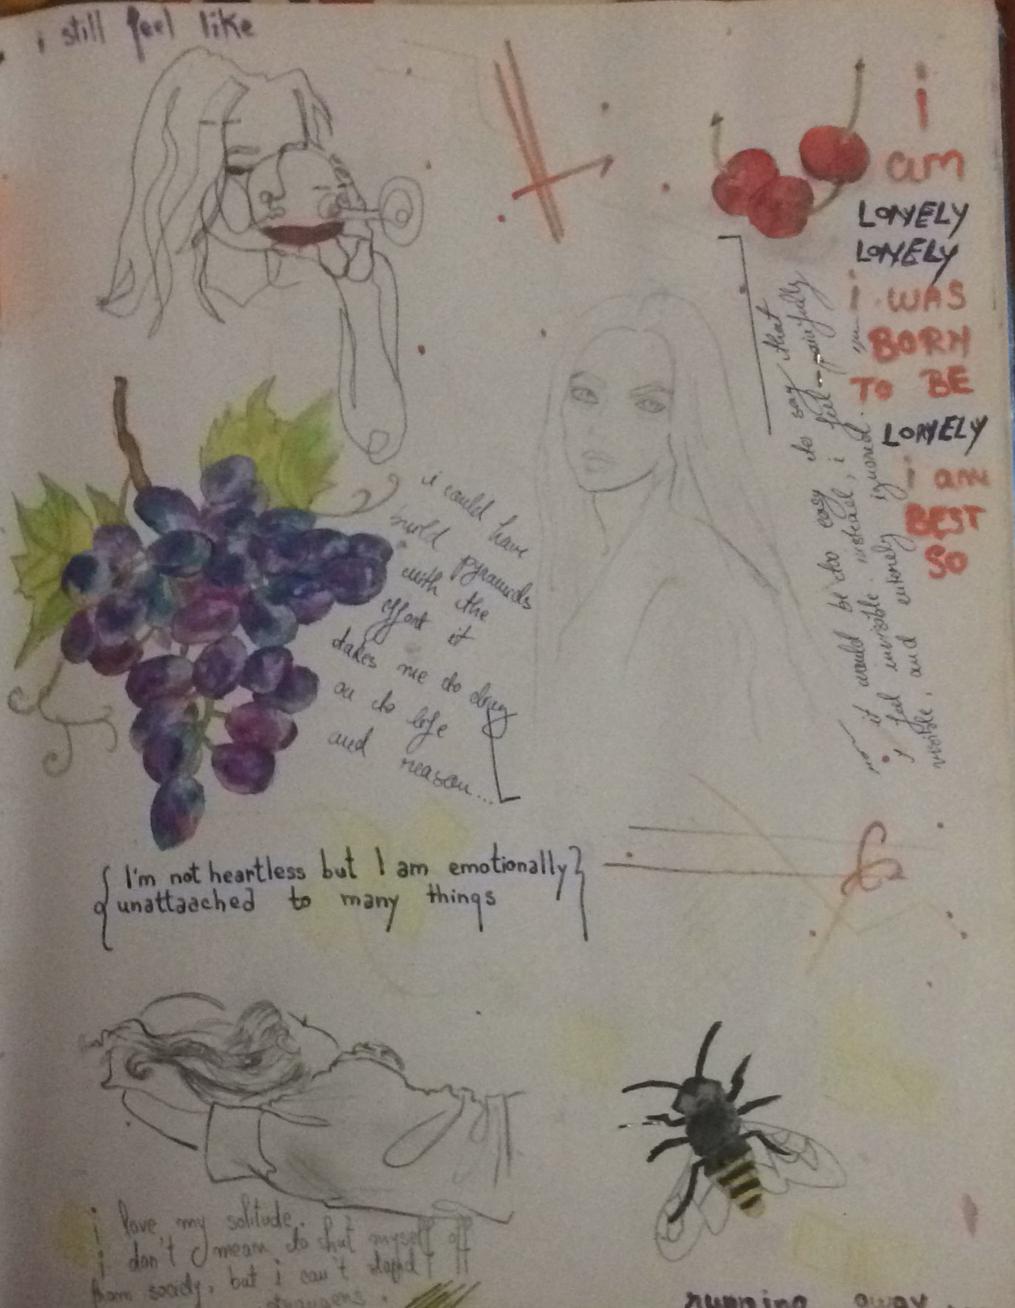 i still feel like
i
am
LONELY
LONELY
i WAS
BORN
TO BE
LONELY
i am
BEST
SO
it would be too easy to say that
i feel invisible. instead, i feel painfully
visible, and entirely ignored.
i could have
build pyramids
with the
effort it
takes me to cling
on to life
and reason...
I'm not heartless but I am emotionally
unattaached to many things
i love my solitude.
i don't mean to shut myself off
from society, but i can't stand
strangers.
running away